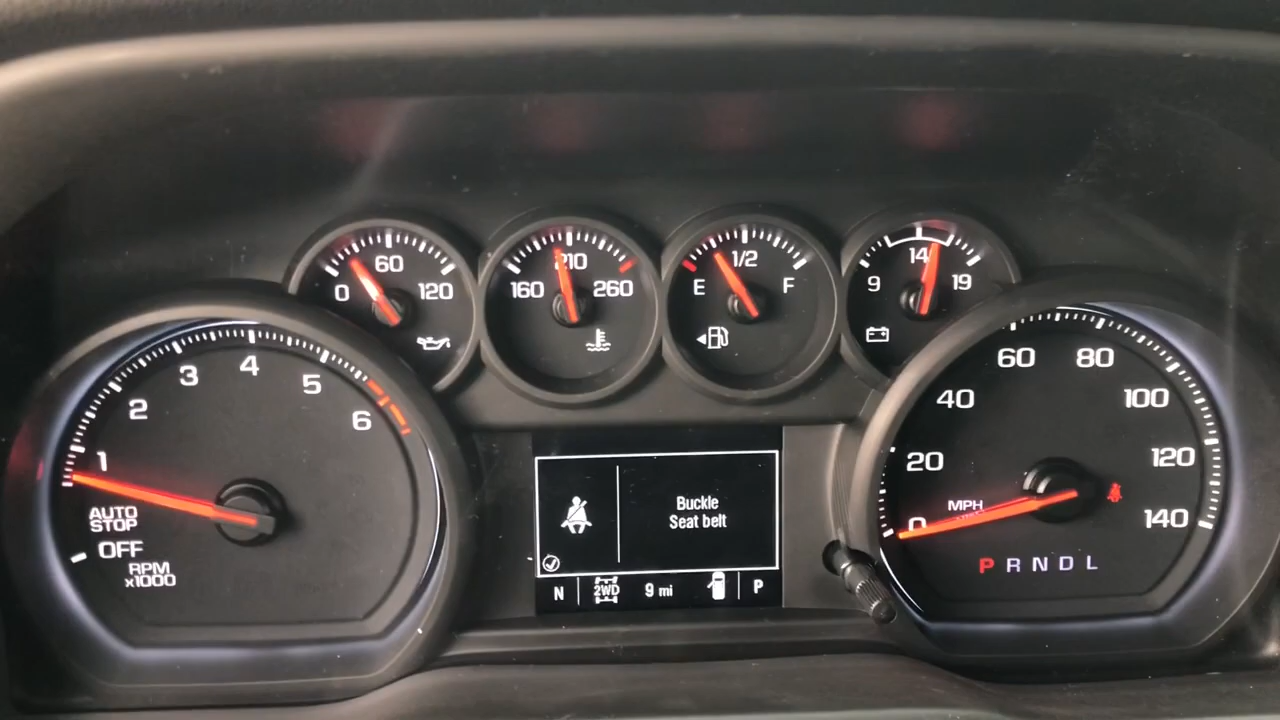 0 60 120
160 210 260
E 1/2 F
9 14 19
1 2 3 4 5 6
AUTO
STOP
OFF
RPM
x1000
Buckle
Seat belt
N 2WD 9 mi P
0 20 40 60 80 100 120 140
MPH
P R N D L